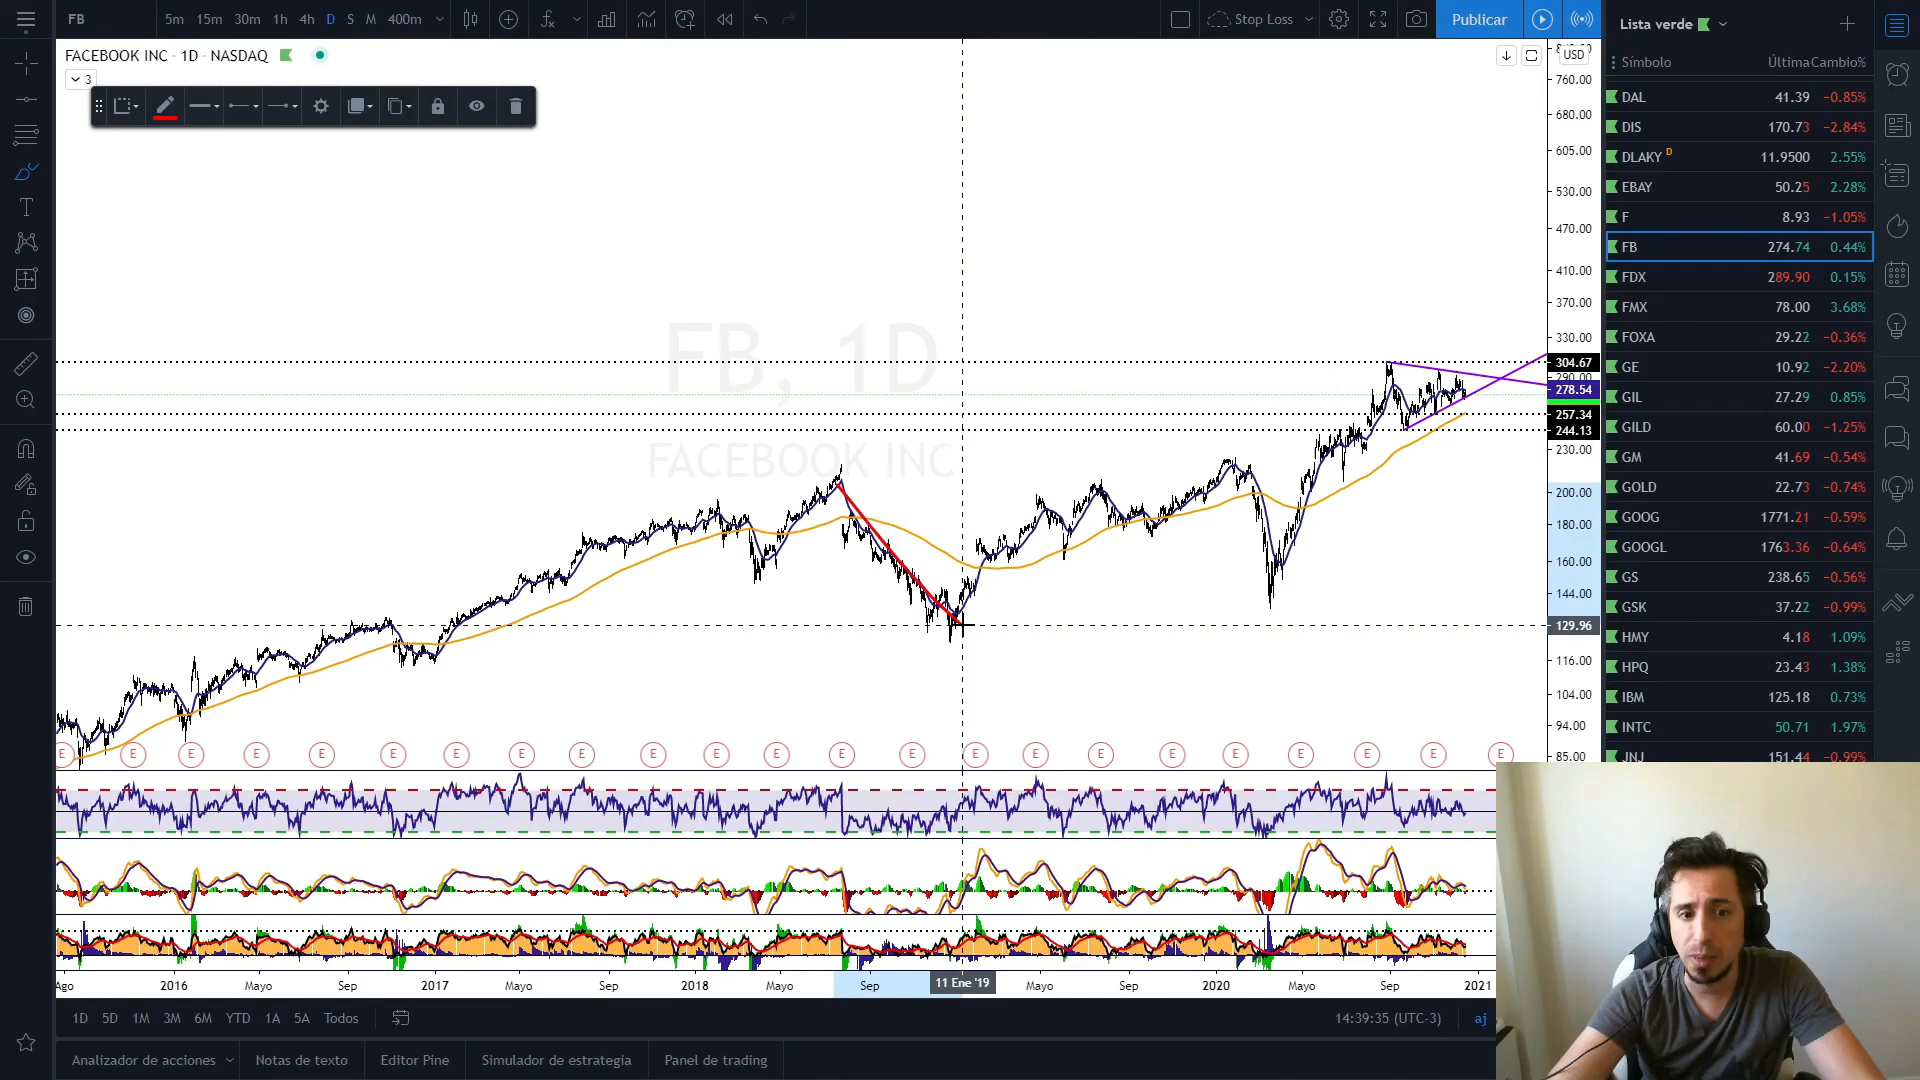 FB
5m 15m 30m 1h 4h D S M 400m
Stop Loss
Publicar
Lista verde
FACEBOOK INC · 1D · NASDAQ
3
USD
Símbolo Última Cambio%
DAL 41.39 −0.85%
DIS 170.73 −2.84%
DLAKY D 11.9500 2.55%
EBAY 50.25 2.28%
F 8.93 −1.05%
FB 274.74 0.44%
FDX 289.90 0.15%
FMX 78.00 3.68%
FOXA 29.22 −0.36%
GE 10.92 −2.20%
GIL 27.29 0.85%
GILD 60.00 −1.25%
GM 41.69 −0.54%
GOLD 22.73 −0.74%
GOOG 1771.21 −0.59%
GOOGL 1763.36 −0.64%
GS 238.65 −0.56%
GSK 37.22 −0.99%
HMY 4.18 1.09%
HPQ 23.43 1.38%
IBM 125.18 0.73%
INTC 50.71 1.97%
JNJ 151.44 −0.99%
760.00
680.00
605.00
530.00
470.00
410.00
370.00
330.00
304.67
290.00
278.54
257.34
244.13
230.00
200.00
180.00
160.00
144.00
129.96
116.00
104.00
94.00
85.00
FB, 1D
FACEBOOK INC
E E E E E E E E E E E E E E E E E E E E E E E
Ago 2016 Mayo Sep 2017 Mayo Sep 2018 Mayo Sep 11 Ene '19 Mayo Sep 2020 Mayo Sep 2021
1D 5D 1M 3M 6M YTD 1A 5A Todos
14:39:35 (UTC-3)
aj
Analizador de acciones Notas de texto Editor Pine Simulador de estrategia Panel de trading